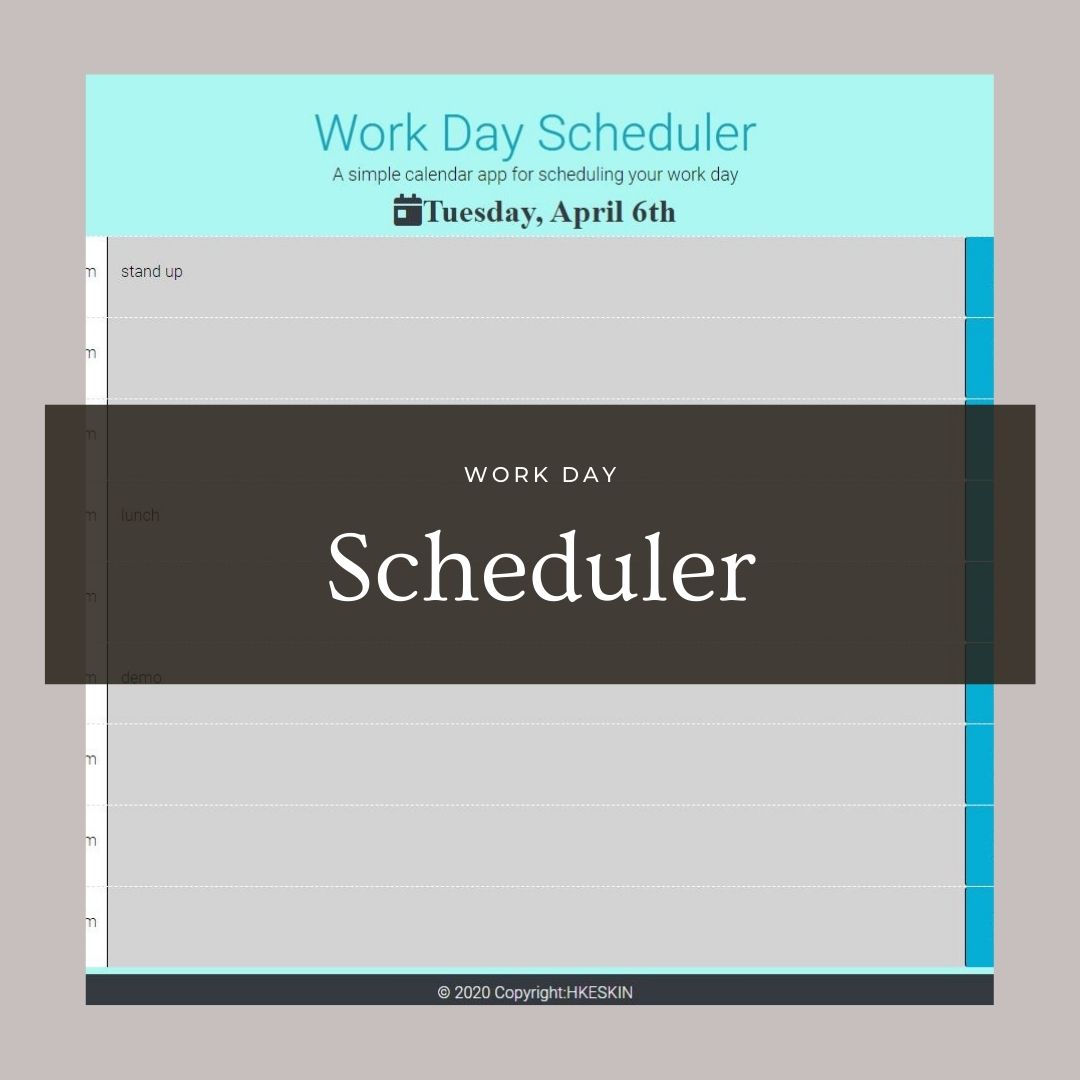 Work Day Scheduler
A simple calendar app for scheduling your work day
Tuesday, April 6th
m stand up
m
m
WORK DAY
m lunch
Scheduler
m
m demo
m
m
m
© 2020 Copyright:HKESKIN